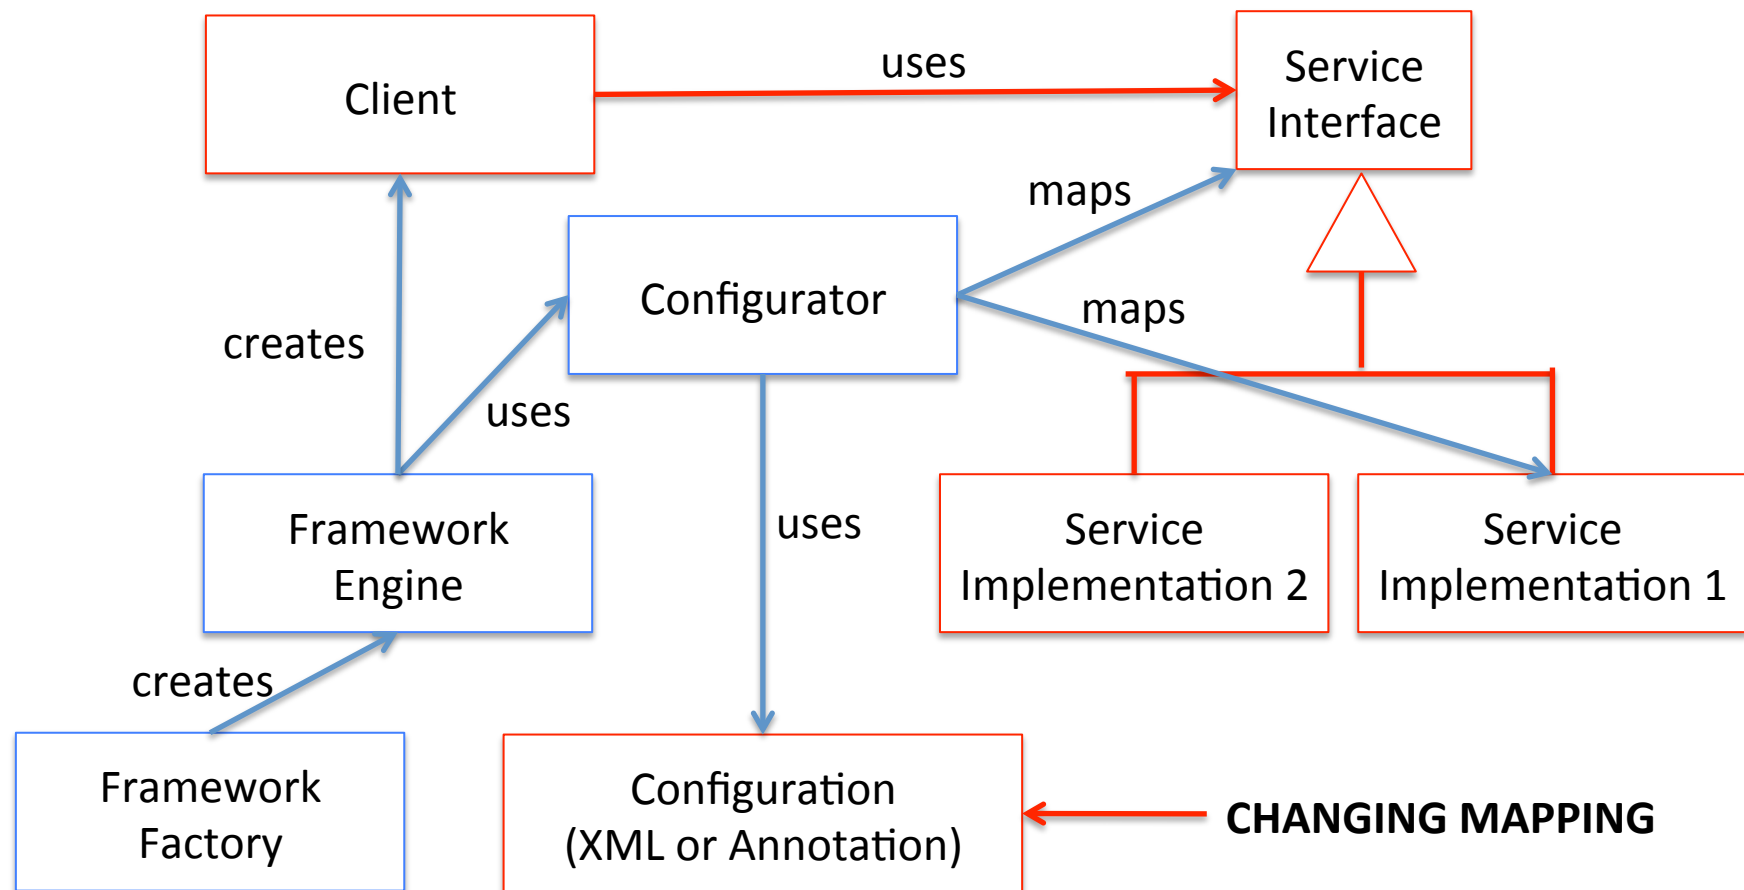 Client
uses
Service
Interface
maps
Configurator
maps
creates
uses
Framework
Engine
uses
Service
Implementation 2
Service
Implementation 1
creates
Framework
Factory
Configuration
(XML or Annotation)
CHANGING MAPPING